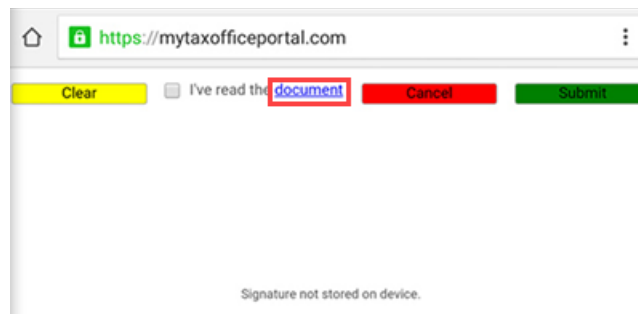 https://mytaxofficeportal.com
Clear I've read the document Cancel Submit
Signature not stored on device.